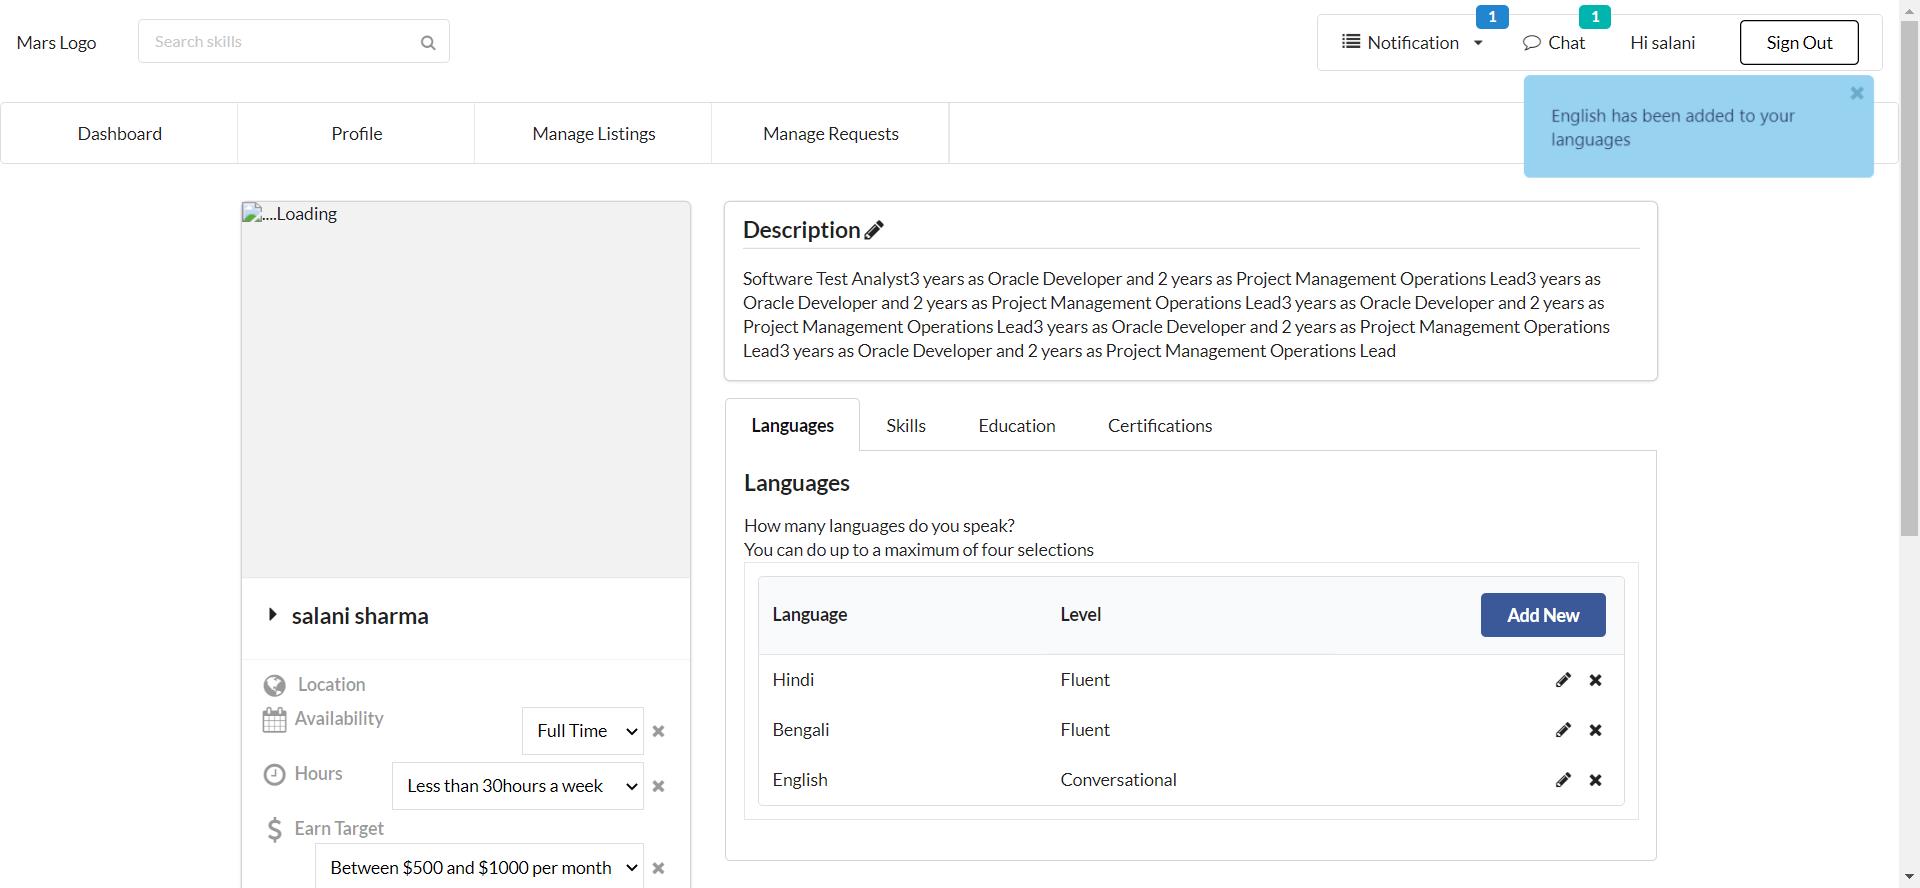 Mars Logo
Search skills
Notification
1
Chat
1
Hi salani
Sign Out
English has been added to your
languages
Dashboard
Profile
Manage Listings
Manage Requests
....Loading
salani sharma
Location
Availability
Full Time
Hours
Less than 30hours a week
Earn Target
Between $500 and $1000 per month
Description
Software Test Analyst3 years as Oracle Developer and 2 years as Project Management Operations Lead3 years as
Oracle Developer and 2 years as Project Management Operations Lead3 years as Oracle Developer and 2 years as
Project Management Operations Lead3 years as Oracle Developer and 2 years as Project Management Operations
Lead3 years as Oracle Developer and 2 years as Project Management Operations Lead
Languages
Skills
Education
Certifications
Languages
How many languages do you speak?
You can do up to a maximum of four selections
Language
Level
Add New
Hindi
Fluent
Bengali
Fluent
English
Conversational